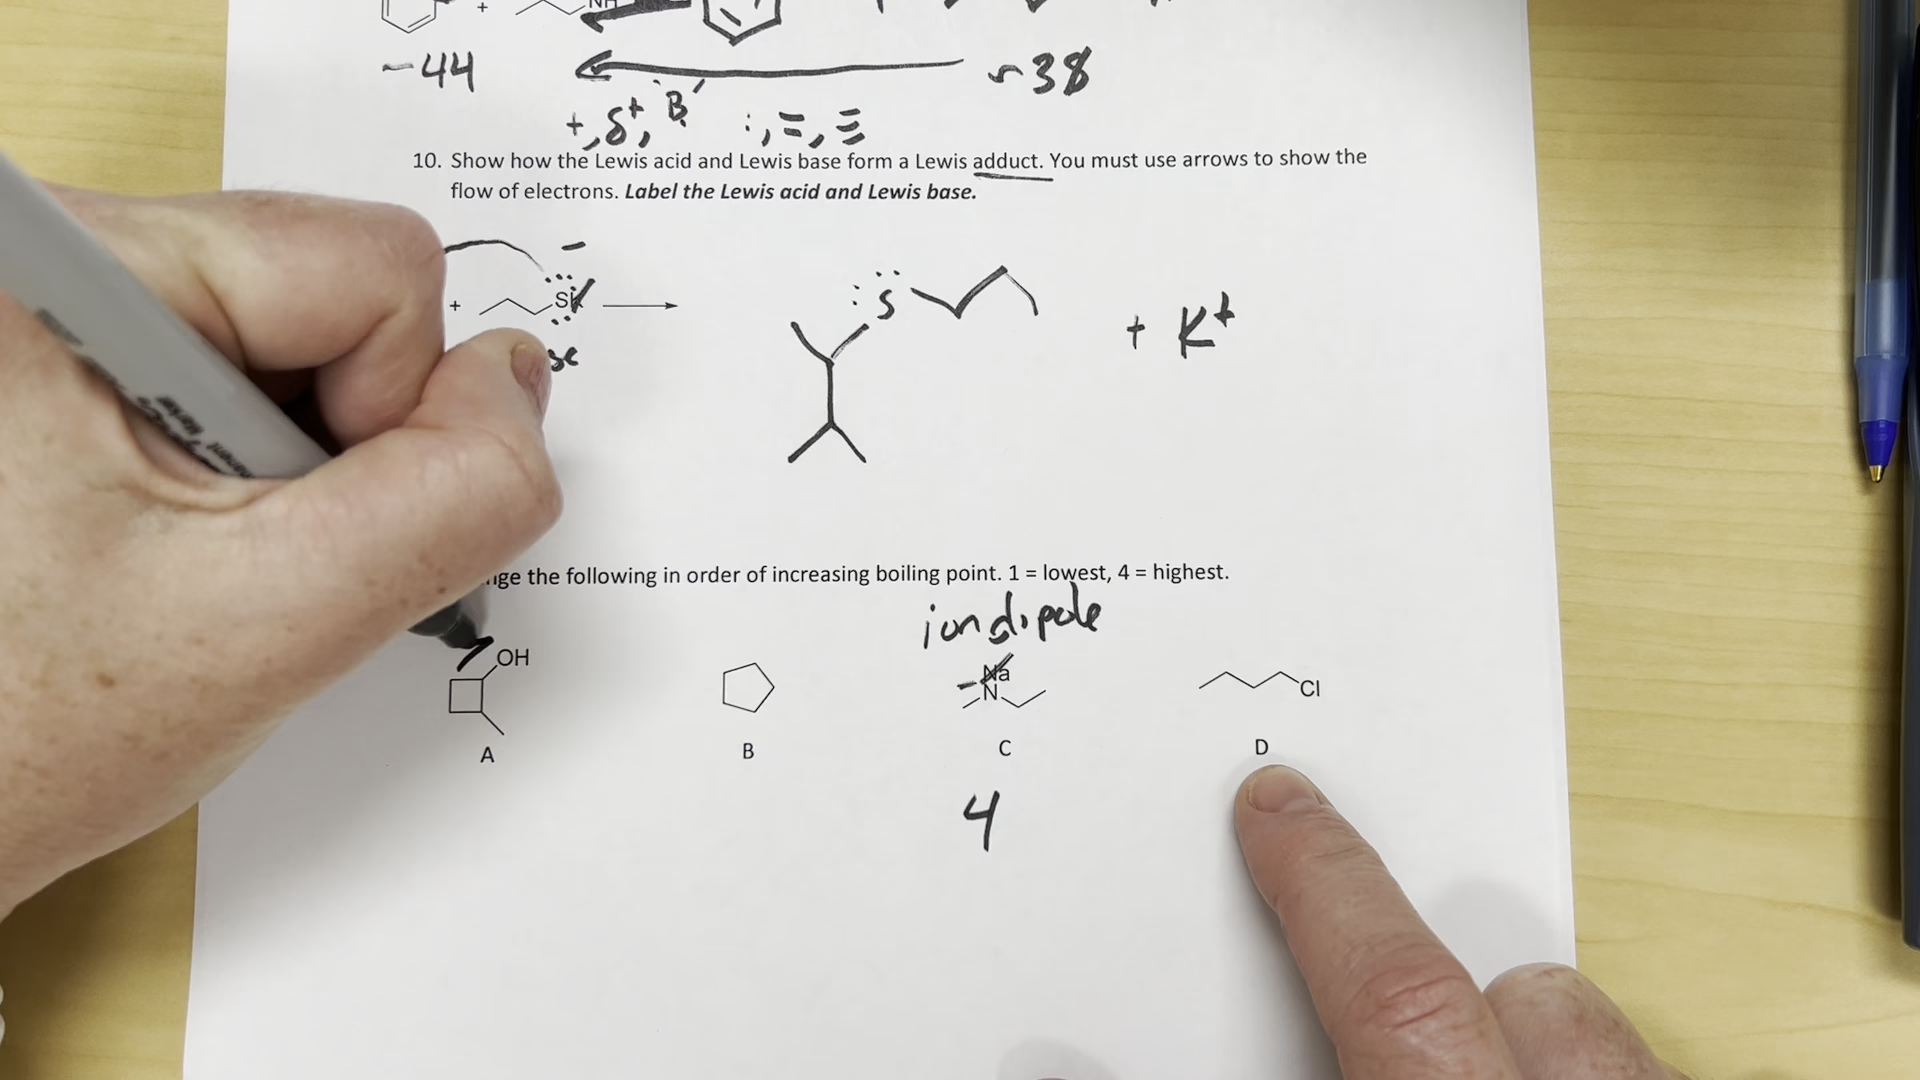 + NH
-44 ~38
+, δ+, B :, =, ≡
10. Show how the Lewis acid and Lewis base form a Lewis adduct. You must use arrows to show the
flow of electrons. Label the Lewis acid and Lewis base.
−
+ SK S + K+
the following in order of increasing boiling point. 1 = lowest, 4 = highest.
ion dipole
OH - Na N Cl
A B C D
4